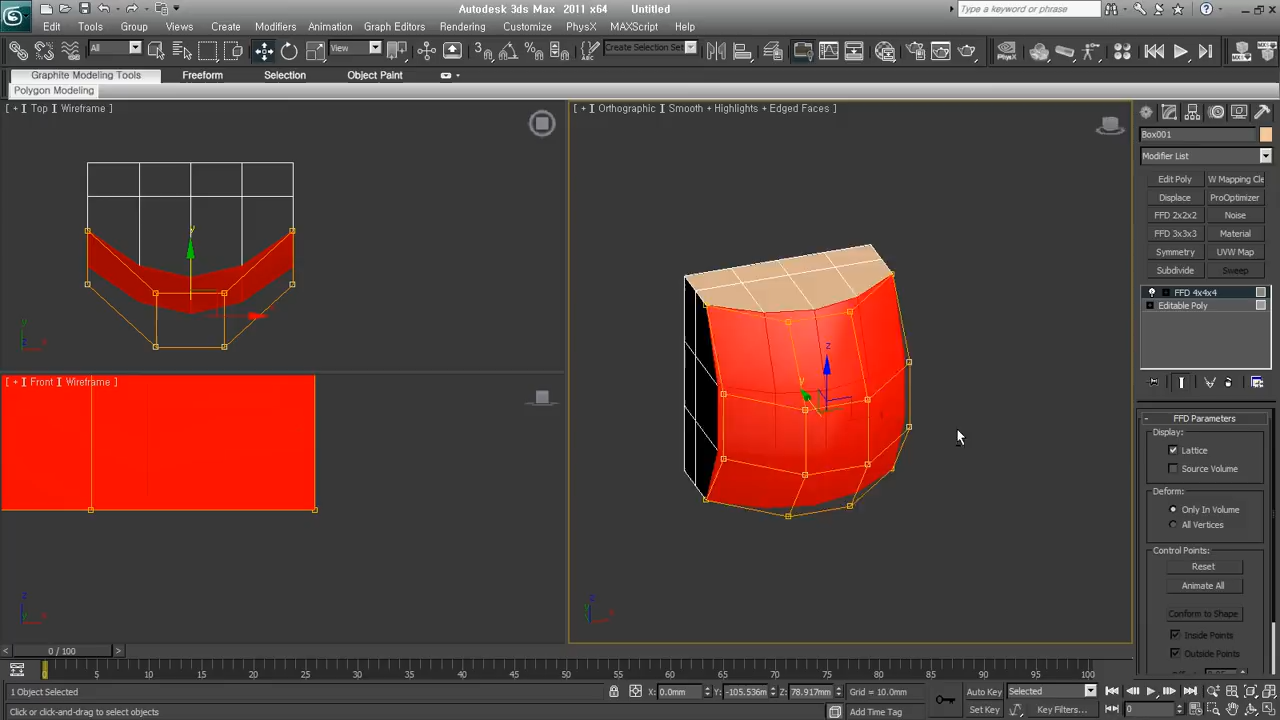 Autodesk 3ds Max 2011 x64 Untitled
Type a keyword or phrase
Edit Tools Group Views Create Modifiers Animation Graph Editors Rendering Customize PhysX MAXScript Help
All View Create Selection Set
Graphite Modeling Tools Freeform Selection Object Paint
Polygon Modeling
[ + ] Top ] Wireframe ]
[ + ] Orthographic ] Smooth + Highlights + Edged Faces ]
Box001
Modifier List
Edit Poly W Mapping Cle
Displace ProOptimizer
FFD 2x2x2 Noise
FFD 3x3x3 Material
Symmetry UVW Map
Subdivide Sweep
FFD 4x4x4
Editable Poly
[ + ] Front ] Wireframe ]
- FFD Parameters
Display:
Lattice
Source Volume
Deform:
Only In Volume
All Vertices
Control Points:
Reset
Animate All
Conform to Shape
Inside Points
Outside Points
0 / 100
0 5 10 15 20 25 30 35 40 45 50 55 60 65 70 75 80 85 90 95 100
1 Object Selected X: 0.0mm Y: -105.536m Z: 78.917mm Grid = 10.0mm Auto Key Selected
Click or click-and-drag to select objects Add Time Tag Set Key Key Filters... 0